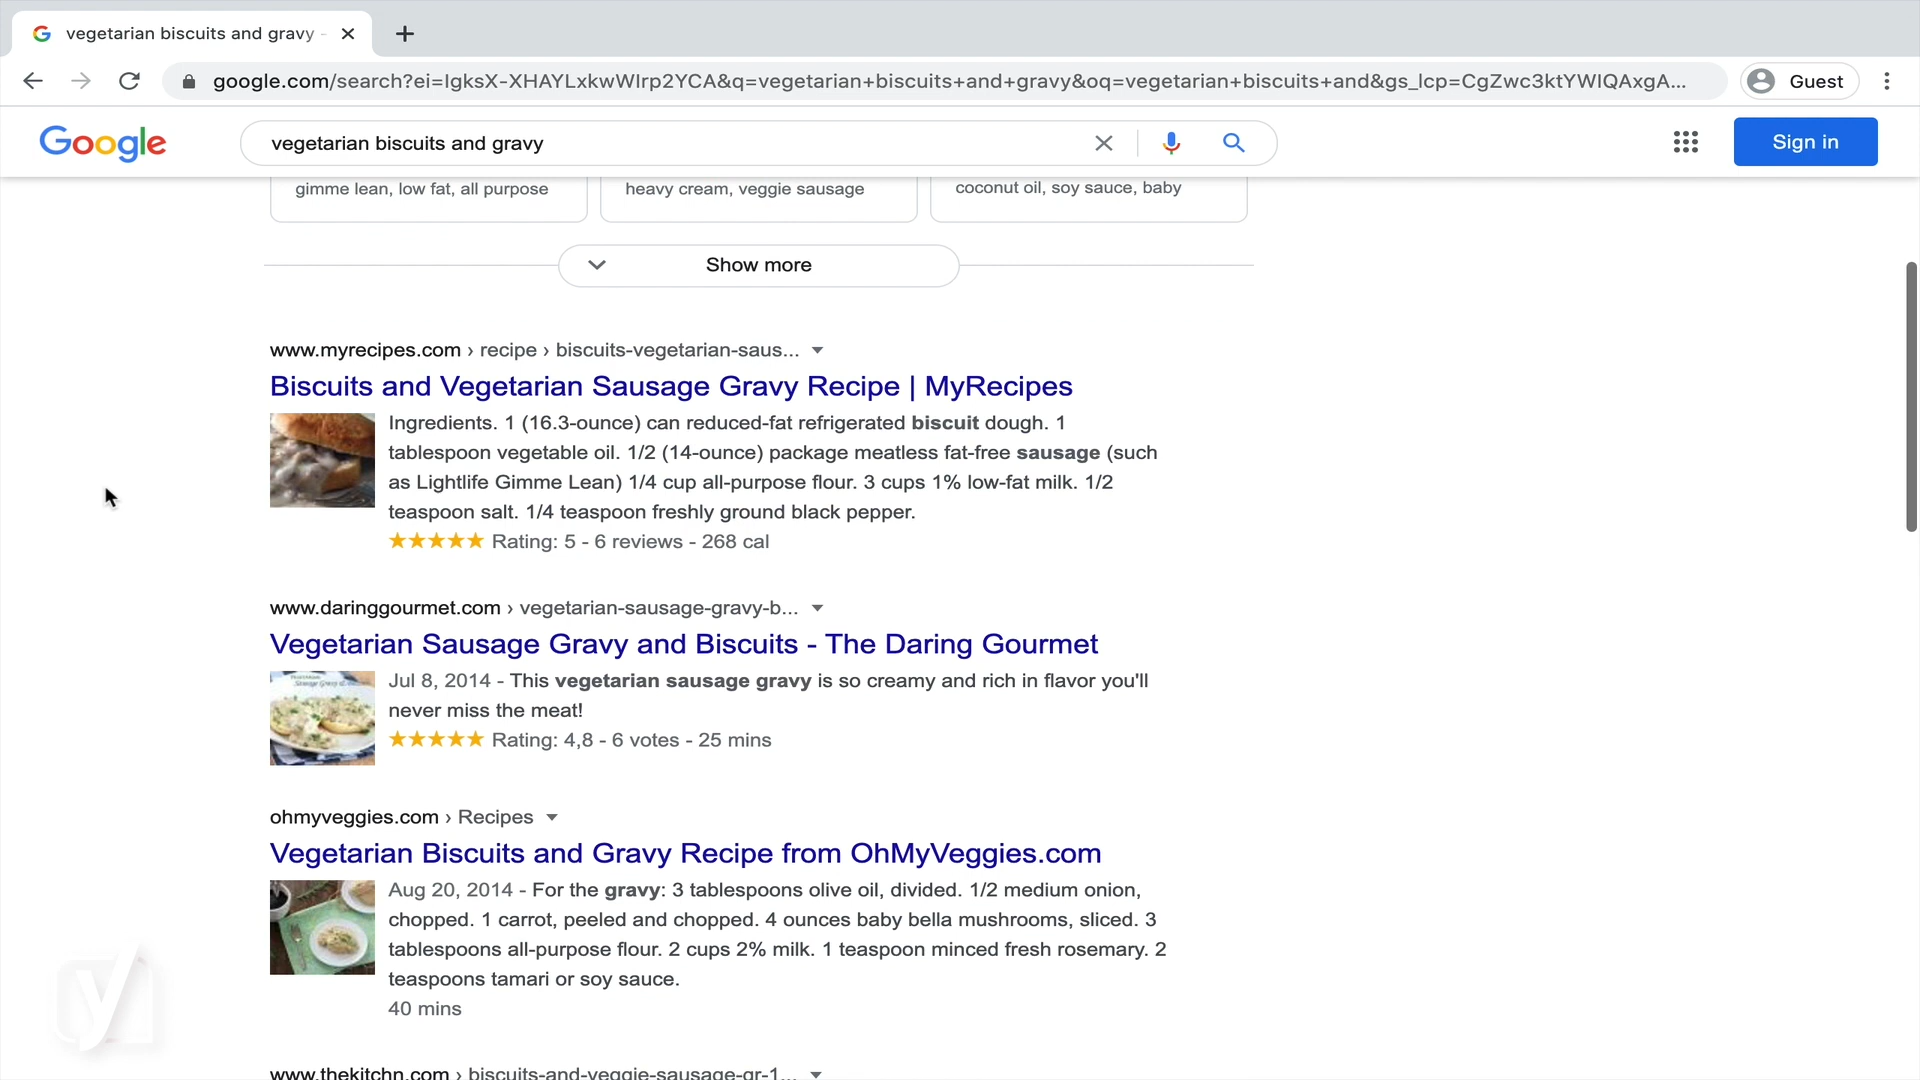 vegetarian biscuits and gravy -
google.com/search?ei=IgksX-XHAYLxkwWIrp2YCA&q=vegetarian+biscuits+and+gravy&oq=vegetarian+biscuits+and&gs_lcp=CgZwc3ktYWIQAxgA...
Guest
Google
vegetarian biscuits and gravy
Sign in
gimme lean, low fat, all purpose
heavy cream, veggie sausage
coconut oil, soy sauce, baby
Show more
www.myrecipes.com › recipe › biscuits-vegetarian-saus...
Biscuits and Vegetarian Sausage Gravy Recipe | MyRecipes
Ingredients. 1 (16.3-ounce) can reduced-fat refrigerated biscuit dough. 1
tablespoon vegetable oil. 1/2 (14-ounce) package meatless fat-free sausage (such
as Lightlife Gimme Lean) 1/4 cup all-purpose flour. 3 cups 1% low-fat milk. 1/2
teaspoon salt. 1/4 teaspoon freshly ground black pepper.
★★★★★ Rating: 5 - 6 reviews - 268 cal
www.daringgourmet.com › vegetarian-sausage-gravy-b...
Vegetarian Sausage Gravy and Biscuits - The Daring Gourmet
Jul 8, 2014 - This vegetarian sausage gravy is so creamy and rich in flavor you'll
never miss the meat!
★★★★★ Rating: 4,8 - 6 votes - 25 mins
ohmyveggies.com › Recipes
Vegetarian Biscuits and Gravy Recipe from OhMyVeggies.com
Aug 20, 2014 - For the gravy: 3 tablespoons olive oil, divided. 1/2 medium onion,
chopped. 1 carrot, peeled and chopped. 4 ounces baby bella mushrooms, sliced. 3
tablespoons all-purpose flour. 2 cups 2% milk. 1 teaspoon minced fresh rosemary. 2
teaspoons tamari or soy sauce.
40 mins
www.thekitchn.com › biscuits-and-veggie-sausage-gr-1...
y